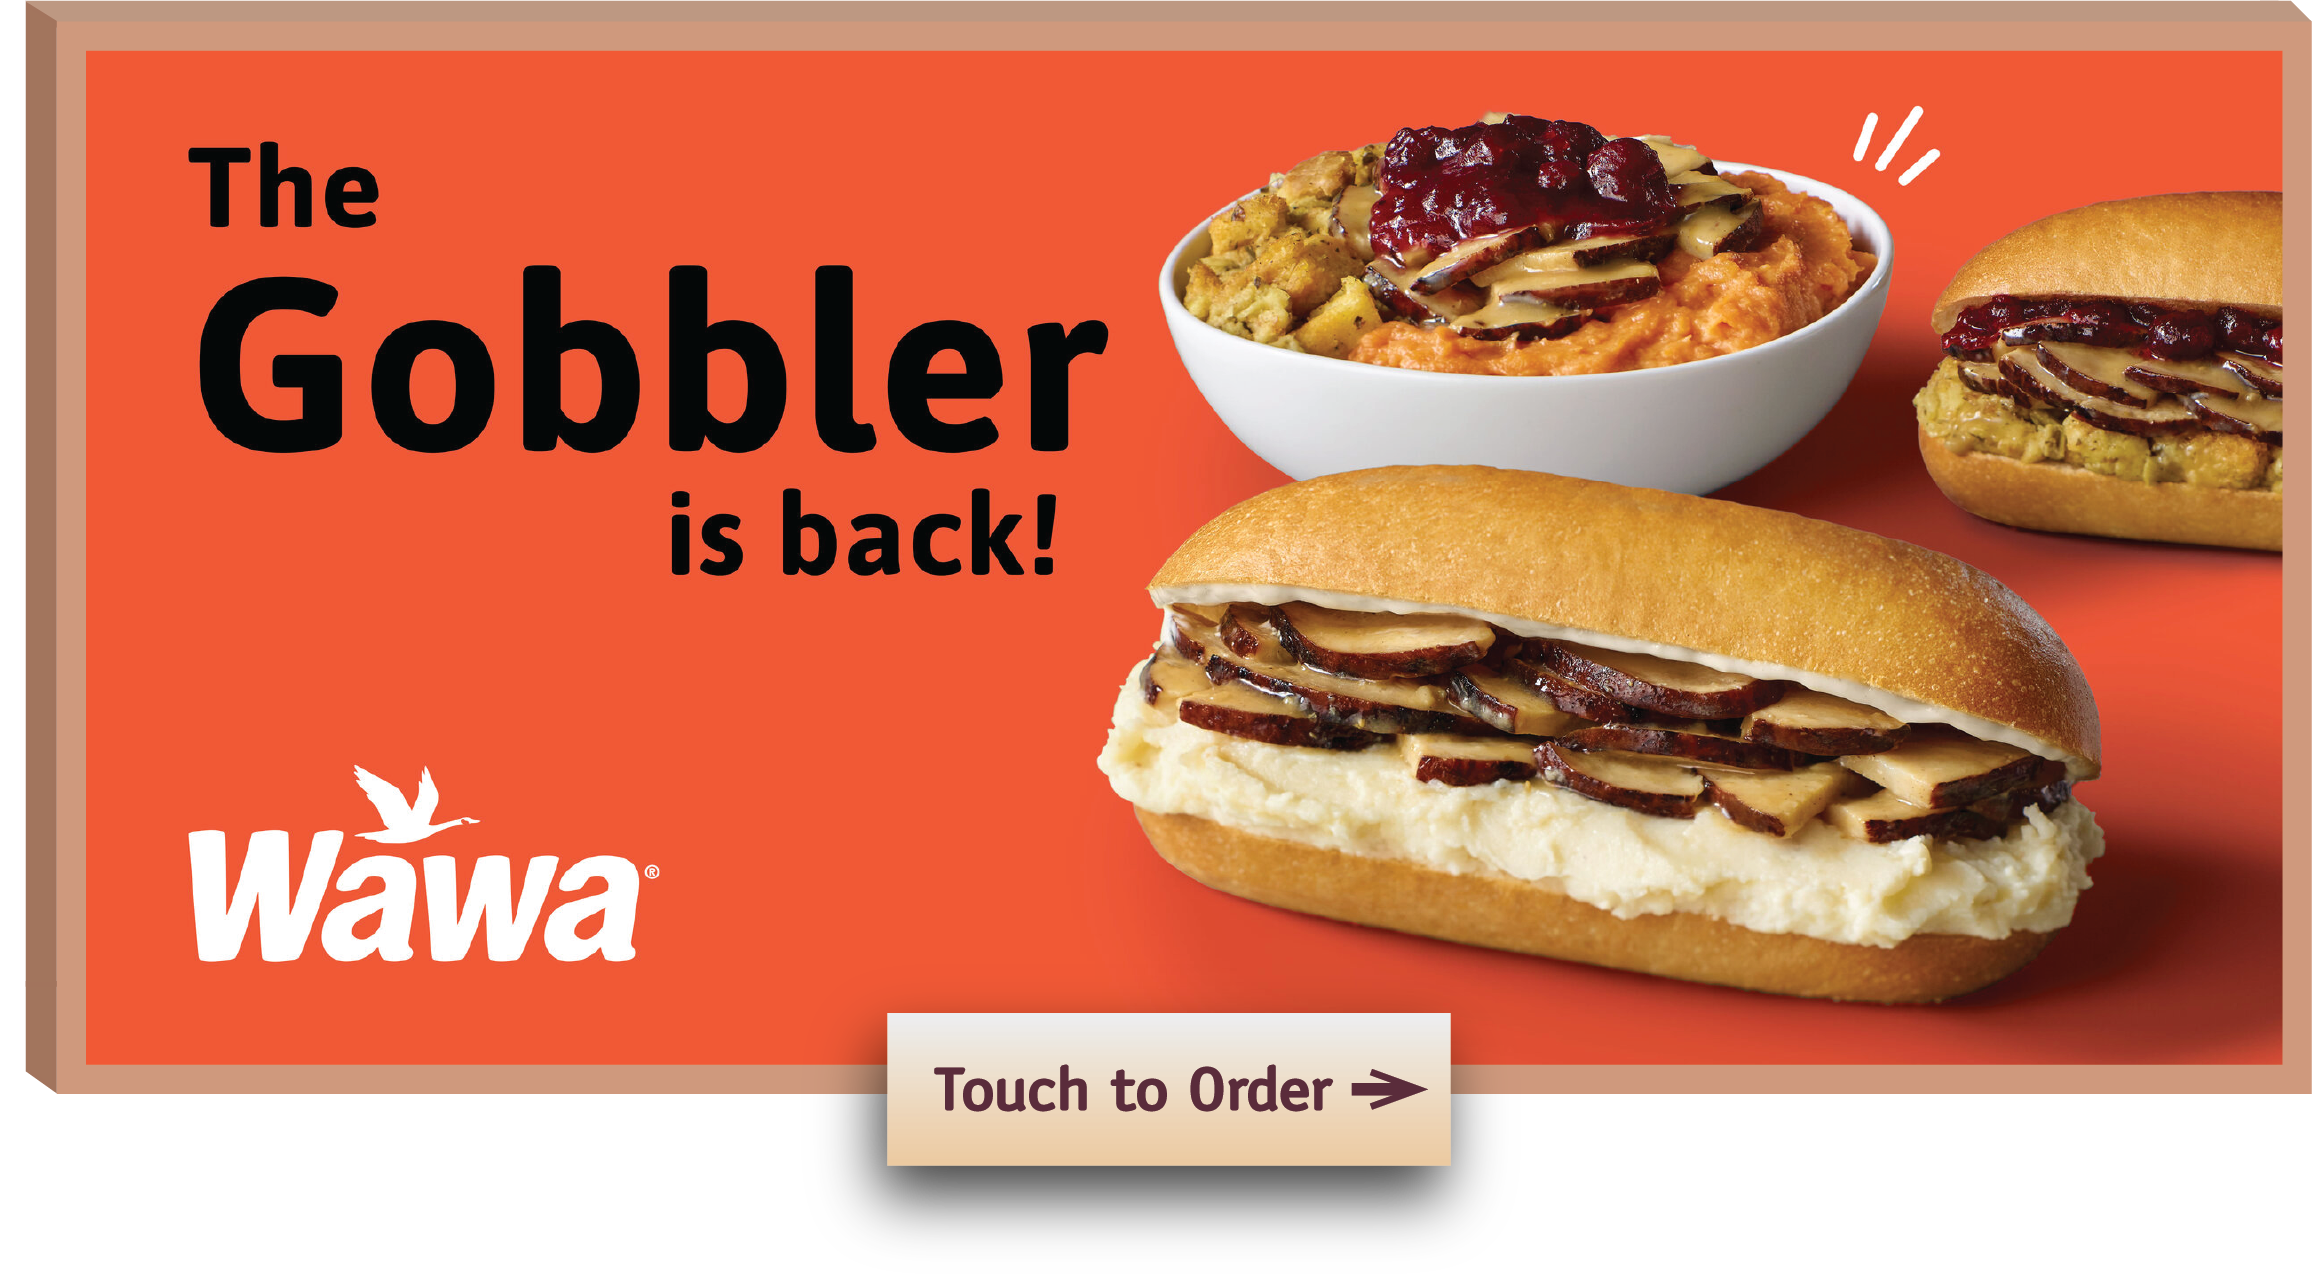 The
Gobbler
is back!
Wawa®
Touch to Order →